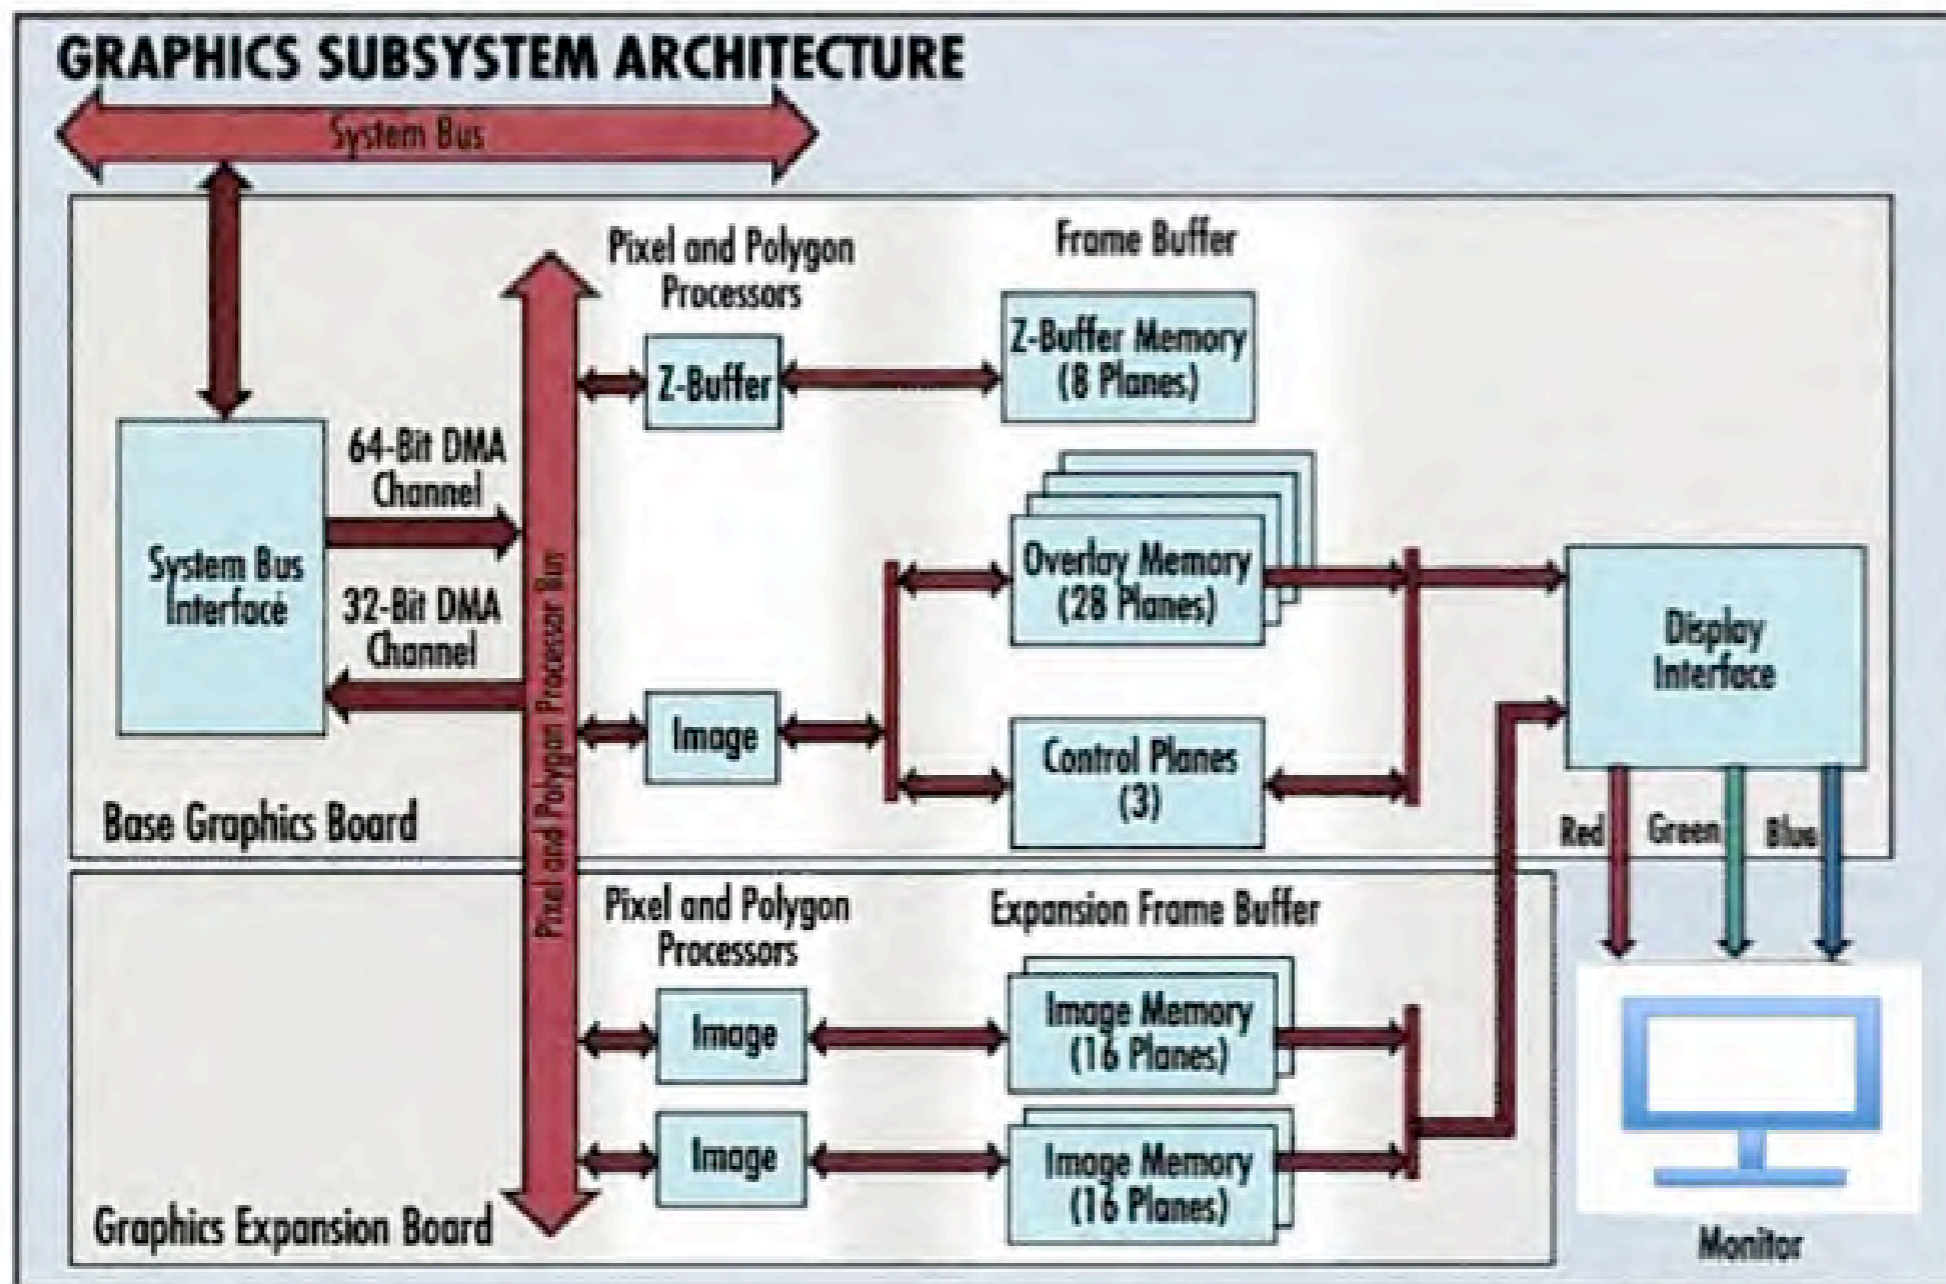 GRAPHICS SUBSYSTEM ARCHITECTURE
System Bus
Pixel and Polygon
Processors
Frame Buffer
Z-Buffer
Z-Buffer Memory
(8 Planes)
64-Bit DMA
Channel
System Bus
Interface
32-Bit DMA
Channel
Pixel and Polygon Processor Bus
Overlay Memory
(28 Planes)
Display
Interface
Image
Control Planes
(3)
Red
Green
Blue
Base Graphics Board
Pixel and Polygon
Processors
Expansion Frame Buffer
Image
Image Memory
(16 Planes)
Image
Image Memory
(16 Planes)
Graphics Expansion Board
Monitor